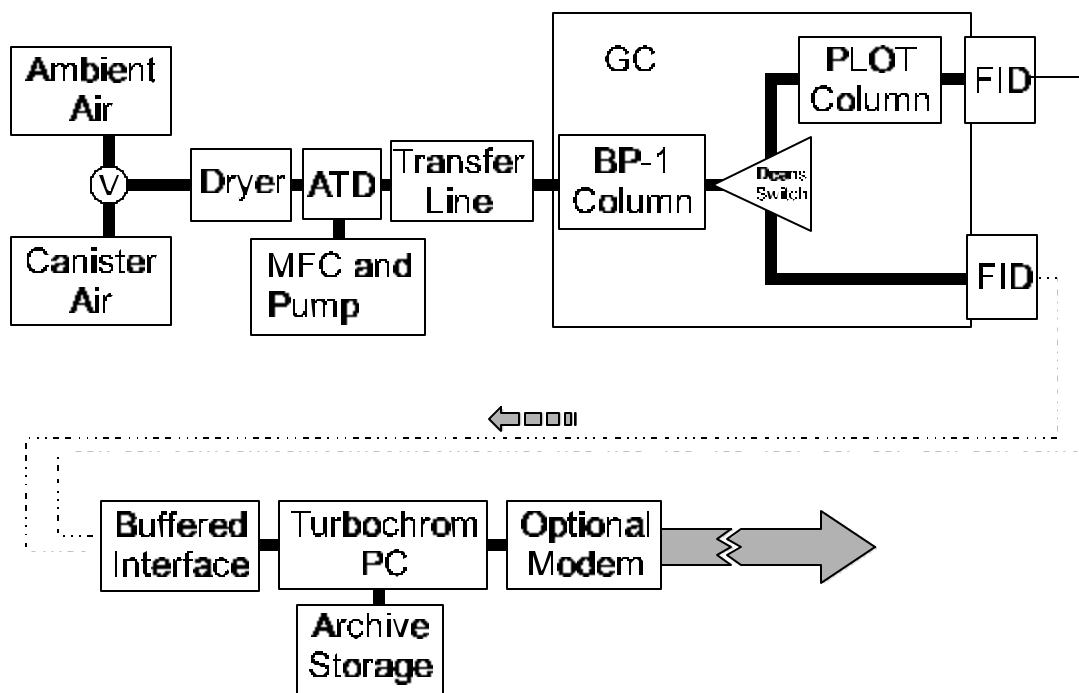 Ambient
Air
V
Canister
Air
Dryer
ATD
MFC and
Pump
Transfer
Line
GC
BP-1
Column
Deans
Switch
PLOT
Column
FID
FID
Buffered
Interface
Turbochrom
PC
Archive
Storage
Optional
Modem